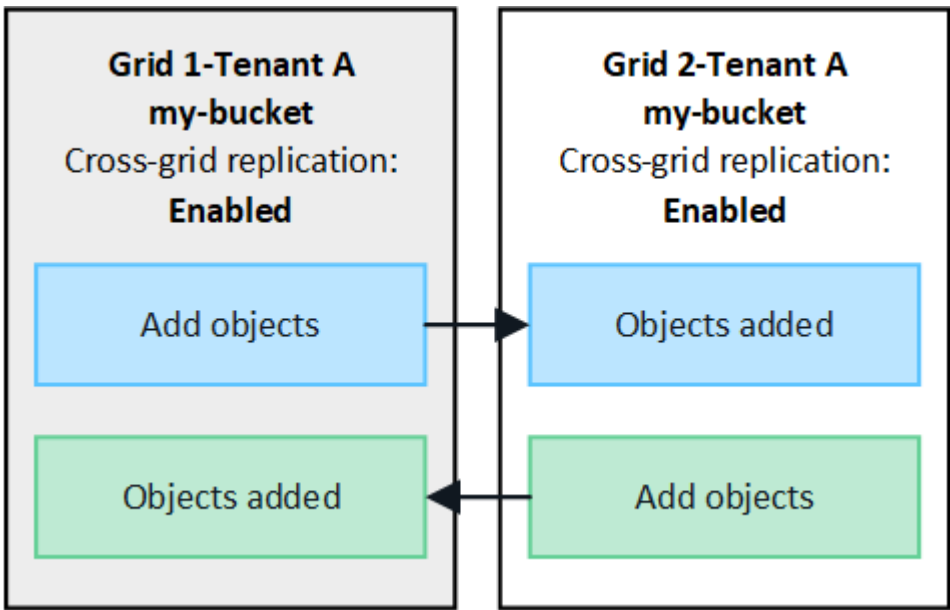 Grid 1-Tenant A
my-bucket
Cross-grid replication:
Enabled
Add objects
Objects added
Grid 2-Tenant A
my-bucket
Cross-grid replication:
Enabled
Objects added
Add objects